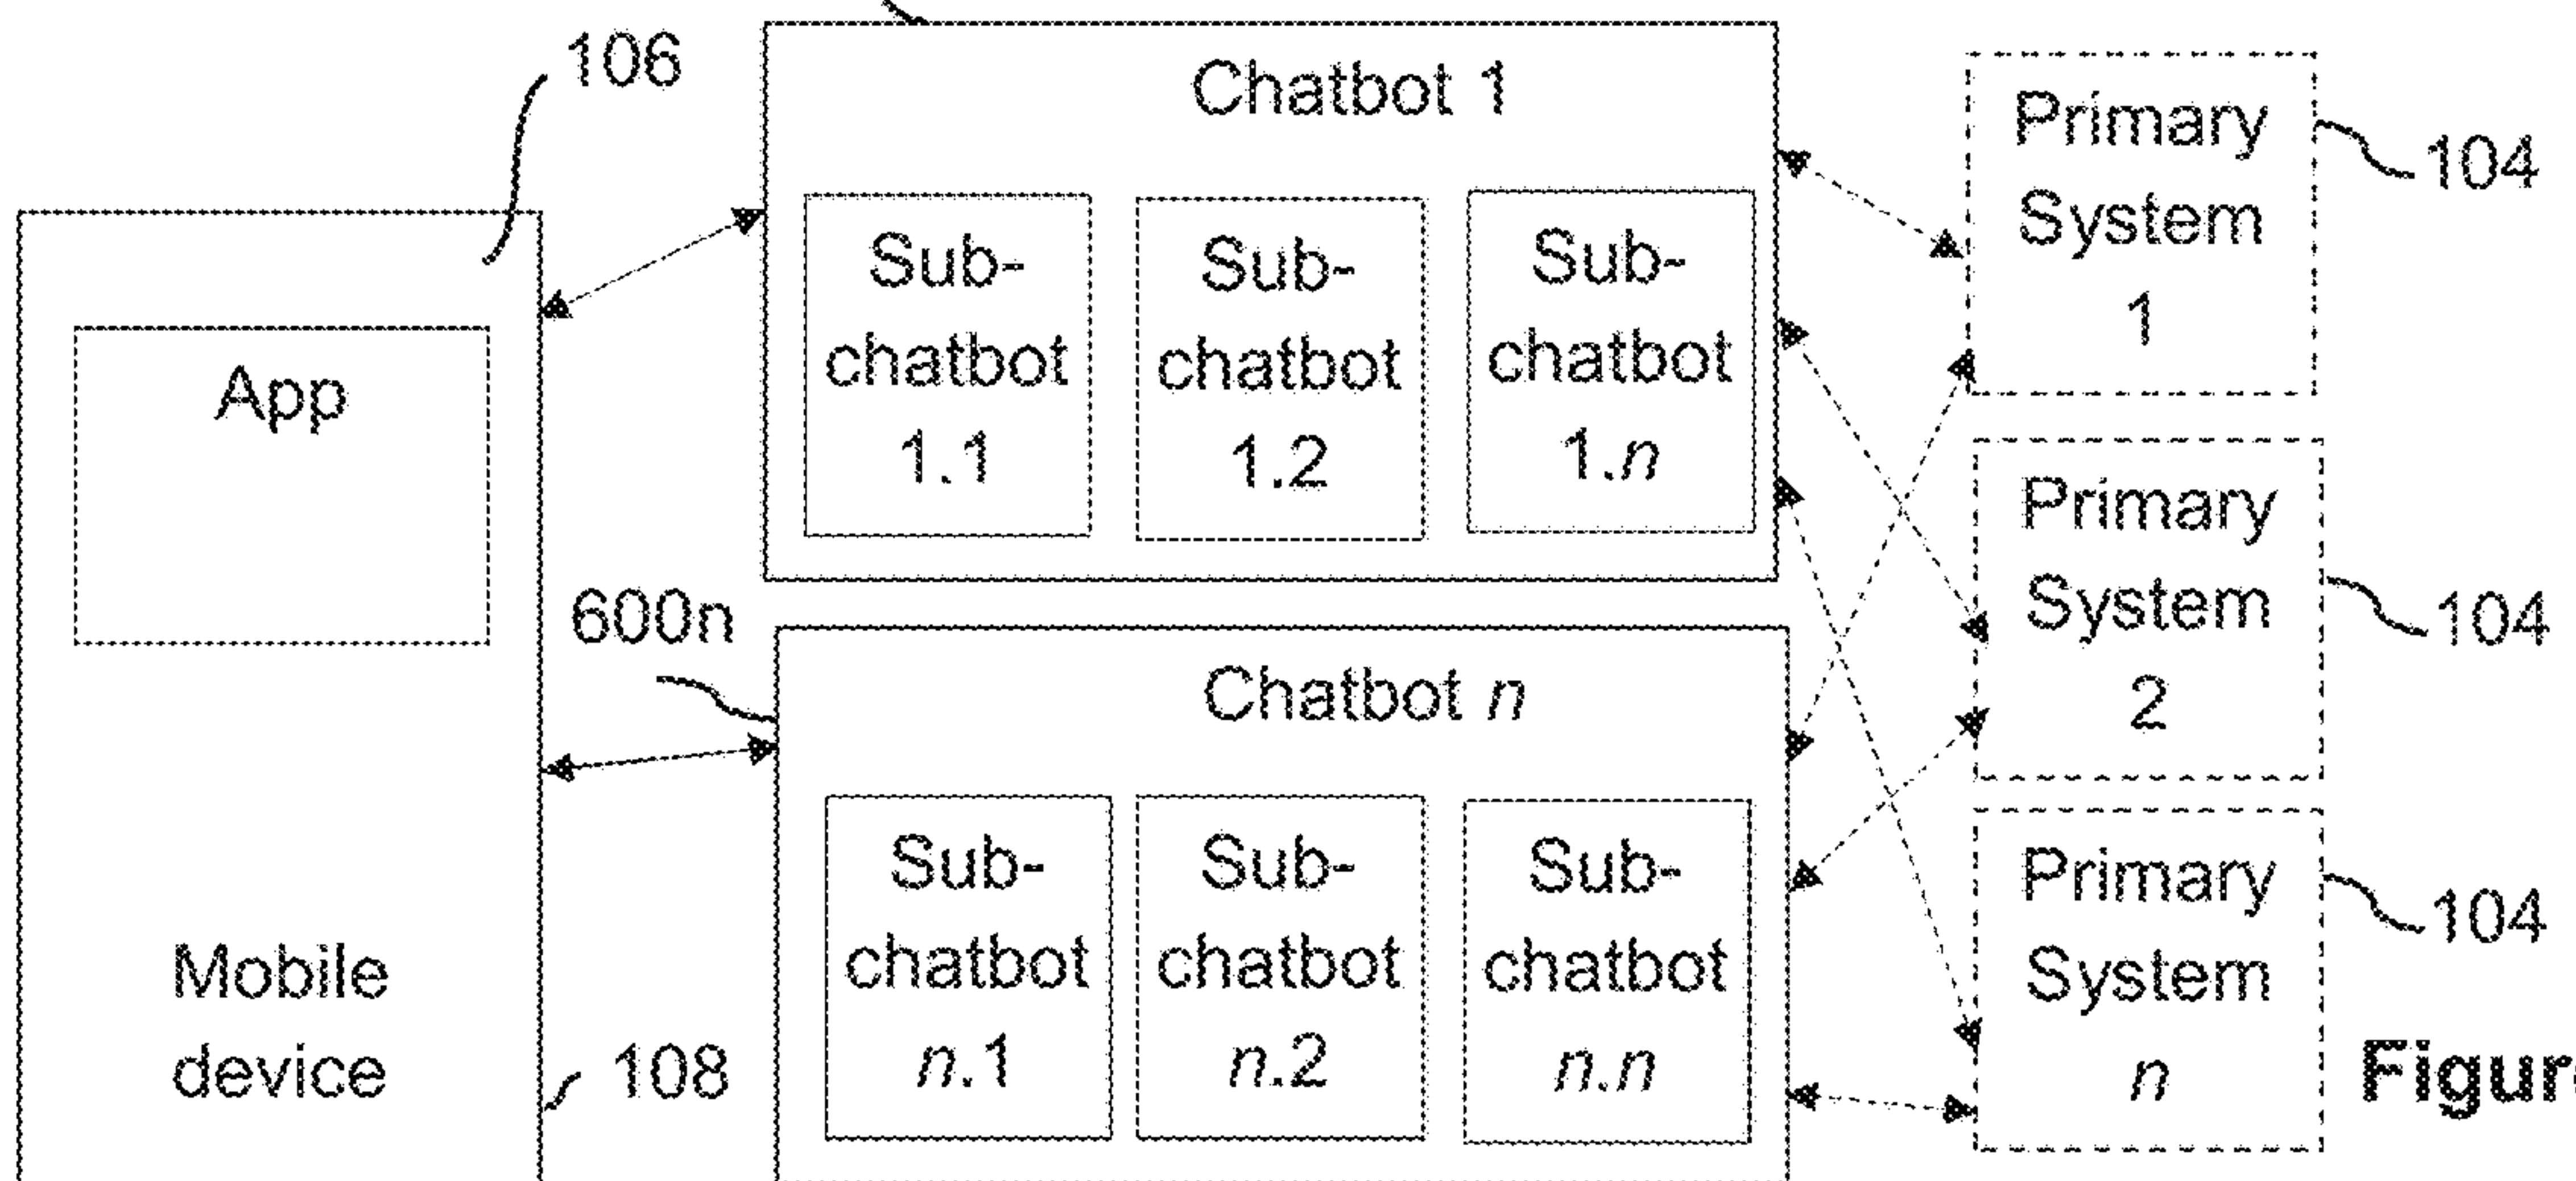 106
Chatbot 1
Sub-
chatbot
1.1
Sub-
chatbot
1.2
Sub-
chatbot
1.n
Primary
System
1
104
App
Mobile
device
108
600n
Chatbot n
Sub-
chatbot
n.1
Sub-
chatbot
n.2
Sub-
chatbot
n.n
Primary
System
2
104
Primary
System
n
104
Figur